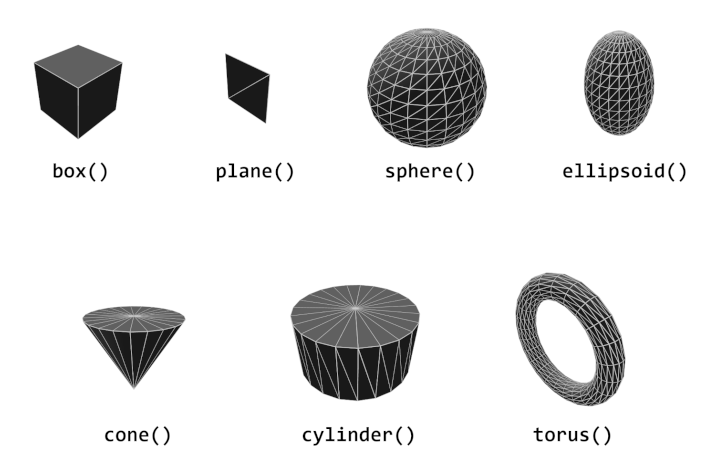 box() plane() sphere() ellipsoid()
cone() cylinder() torus()